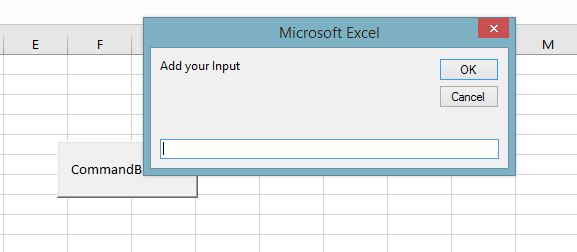 Microsoft Excel
E F M
Add your Input
OK
Cancel
CommandB